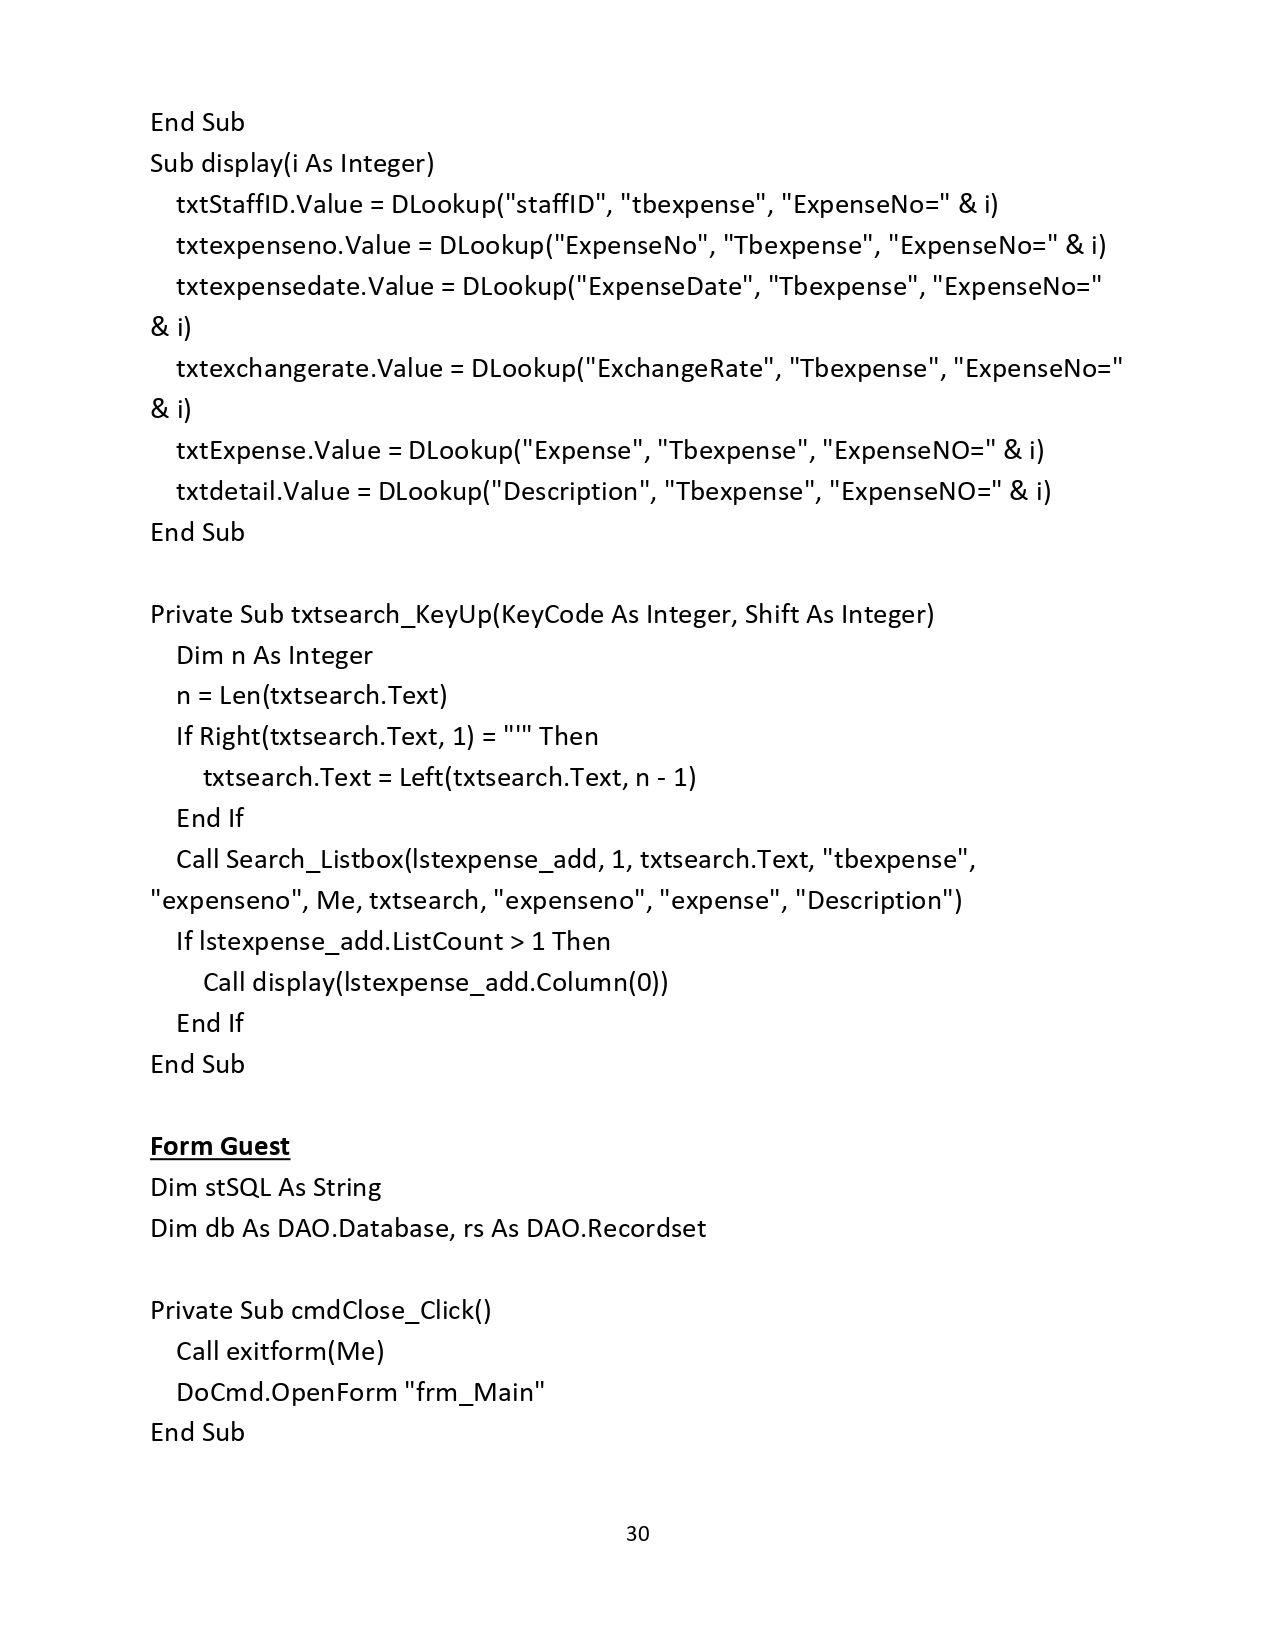 End Sub
Sub display(i As Integer)
txtStaffID.Value = DLookup("staffID", "tbexpense", "ExpenseNo=" & i)
txtexpenseno.Value = DLookup("ExpenseNo", "Tbexpense", "ExpenseNo=" & i)
txtexpensedate.Value = DLookup("ExpenseDate", "Tbexpense", "ExpenseNo="
& i)
txtexchangerate.Value = DLookup("ExchangeRate", "Tbexpense", "ExpenseNo="
& i)
txtExpense.Value = DLookup("Expense", "Tbexpense", "ExpenseNO=" & i)
txtdetail.Value = DLookup("Description", "Tbexpense", "ExpenseNO=" & i)
End Sub
Private Sub txtsearch_KeyUp(KeyCode As Integer, Shift As Integer)
Dim n As Integer
n = Len(txtsearch.Text)
If Right(txtsearch.Text, 1) = "'" Then
txtsearch.Text = Left(txtsearch.Text, n - 1)
End If
Call Search_Listbox(lstexpense_add, 1, txtsearch.Text, "tbexpense",
"expenseno", Me, txtsearch, "expenseno", "expense", "Description")
If lstexpense_add.ListCount > 1 Then
Call display(lstexpense_add.Column(0))
End If
End Sub
Form Guest
Dim stSQL As String
Dim db As DAO.Database, rs As DAO.Recordset
Private Sub cmdClose_Click()
Call exitform(Me)
DoCmd.OpenForm "frm_Main"
End Sub
30